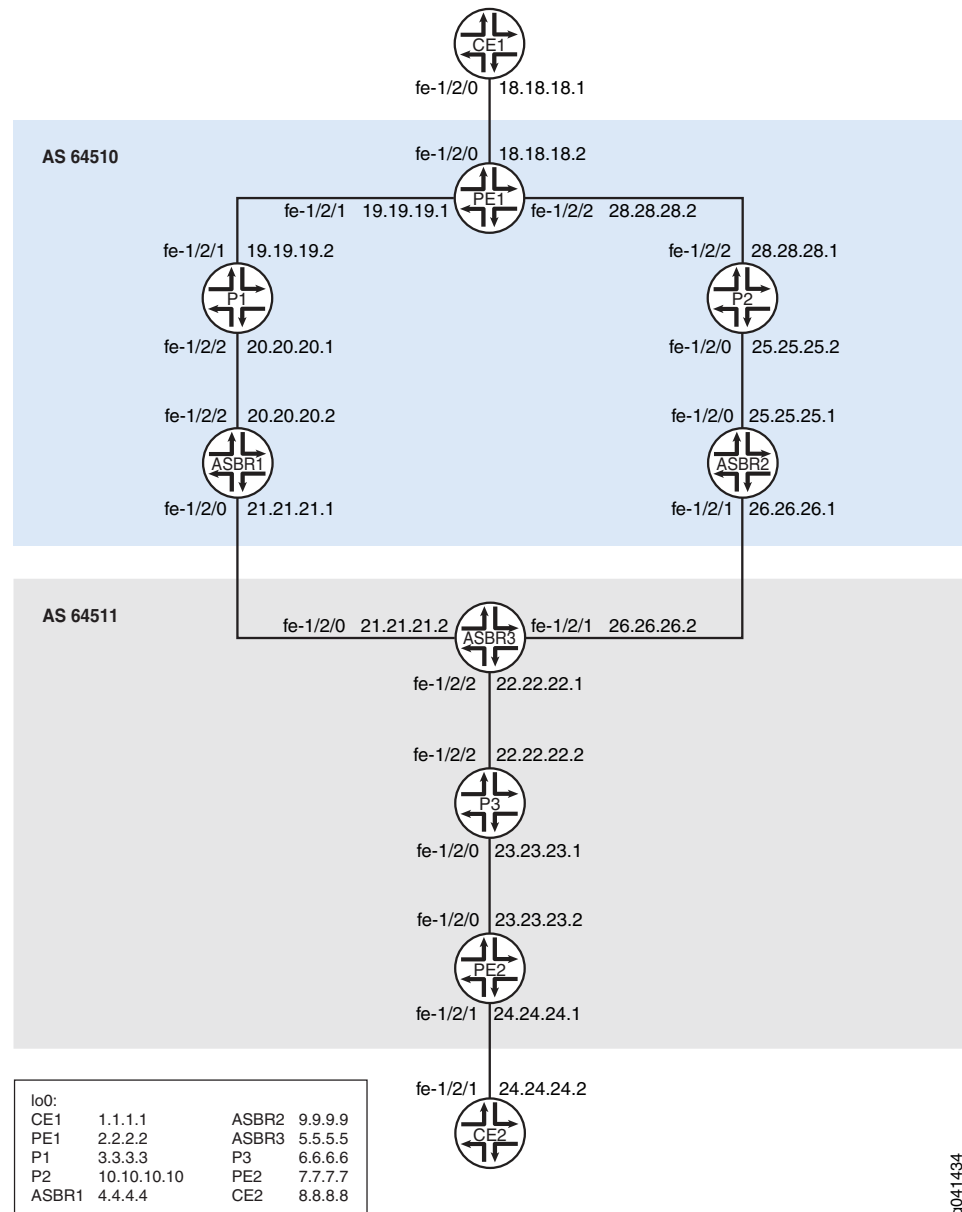 CE1
fe-1/2/0 18.18.18.1
AS 64510
fe-1/2/0 18.18.18.2
PE1
fe-1/2/1 19.19.19.1
fe-1/2/2 28.28.28.2
fe-1/2/1 19.19.19.2
fe-1/2/2 28.28.28.1
P1
P2
fe-1/2/2 20.20.20.1
fe-1/2/0 25.25.25.2
fe-1/2/2 20.20.20.2
fe-1/2/0 25.25.25.1
ASBR1
ASBR2
fe-1/2/0 21.21.21.1
fe-1/2/1 26.26.26.1
AS 64511
fe-1/2/0 21.21.21.2
fe-1/2/1 26.26.26.2
ASBR3
fe-1/2/2 22.22.22.1
fe-1/2/2 22.22.22.2
P3
fe-1/2/0 23.23.23.1
fe-1/2/0 23.23.23.2
PE2
fe-1/2/1 24.24.24.1
fe-1/2/1 24.24.24.2
CE2
lo0:
CE1 1.1.1.1 ASBR2 9.9.9.9
PE1 2.2.2.2 ASBR3 5.5.5.5
P1 3.3.3.3 P3 6.6.6.6
P2 10.10.10.10 PE2 7.7.7.7
ASBR1 4.4.4.4 CE2 8.8.8.8
g041434